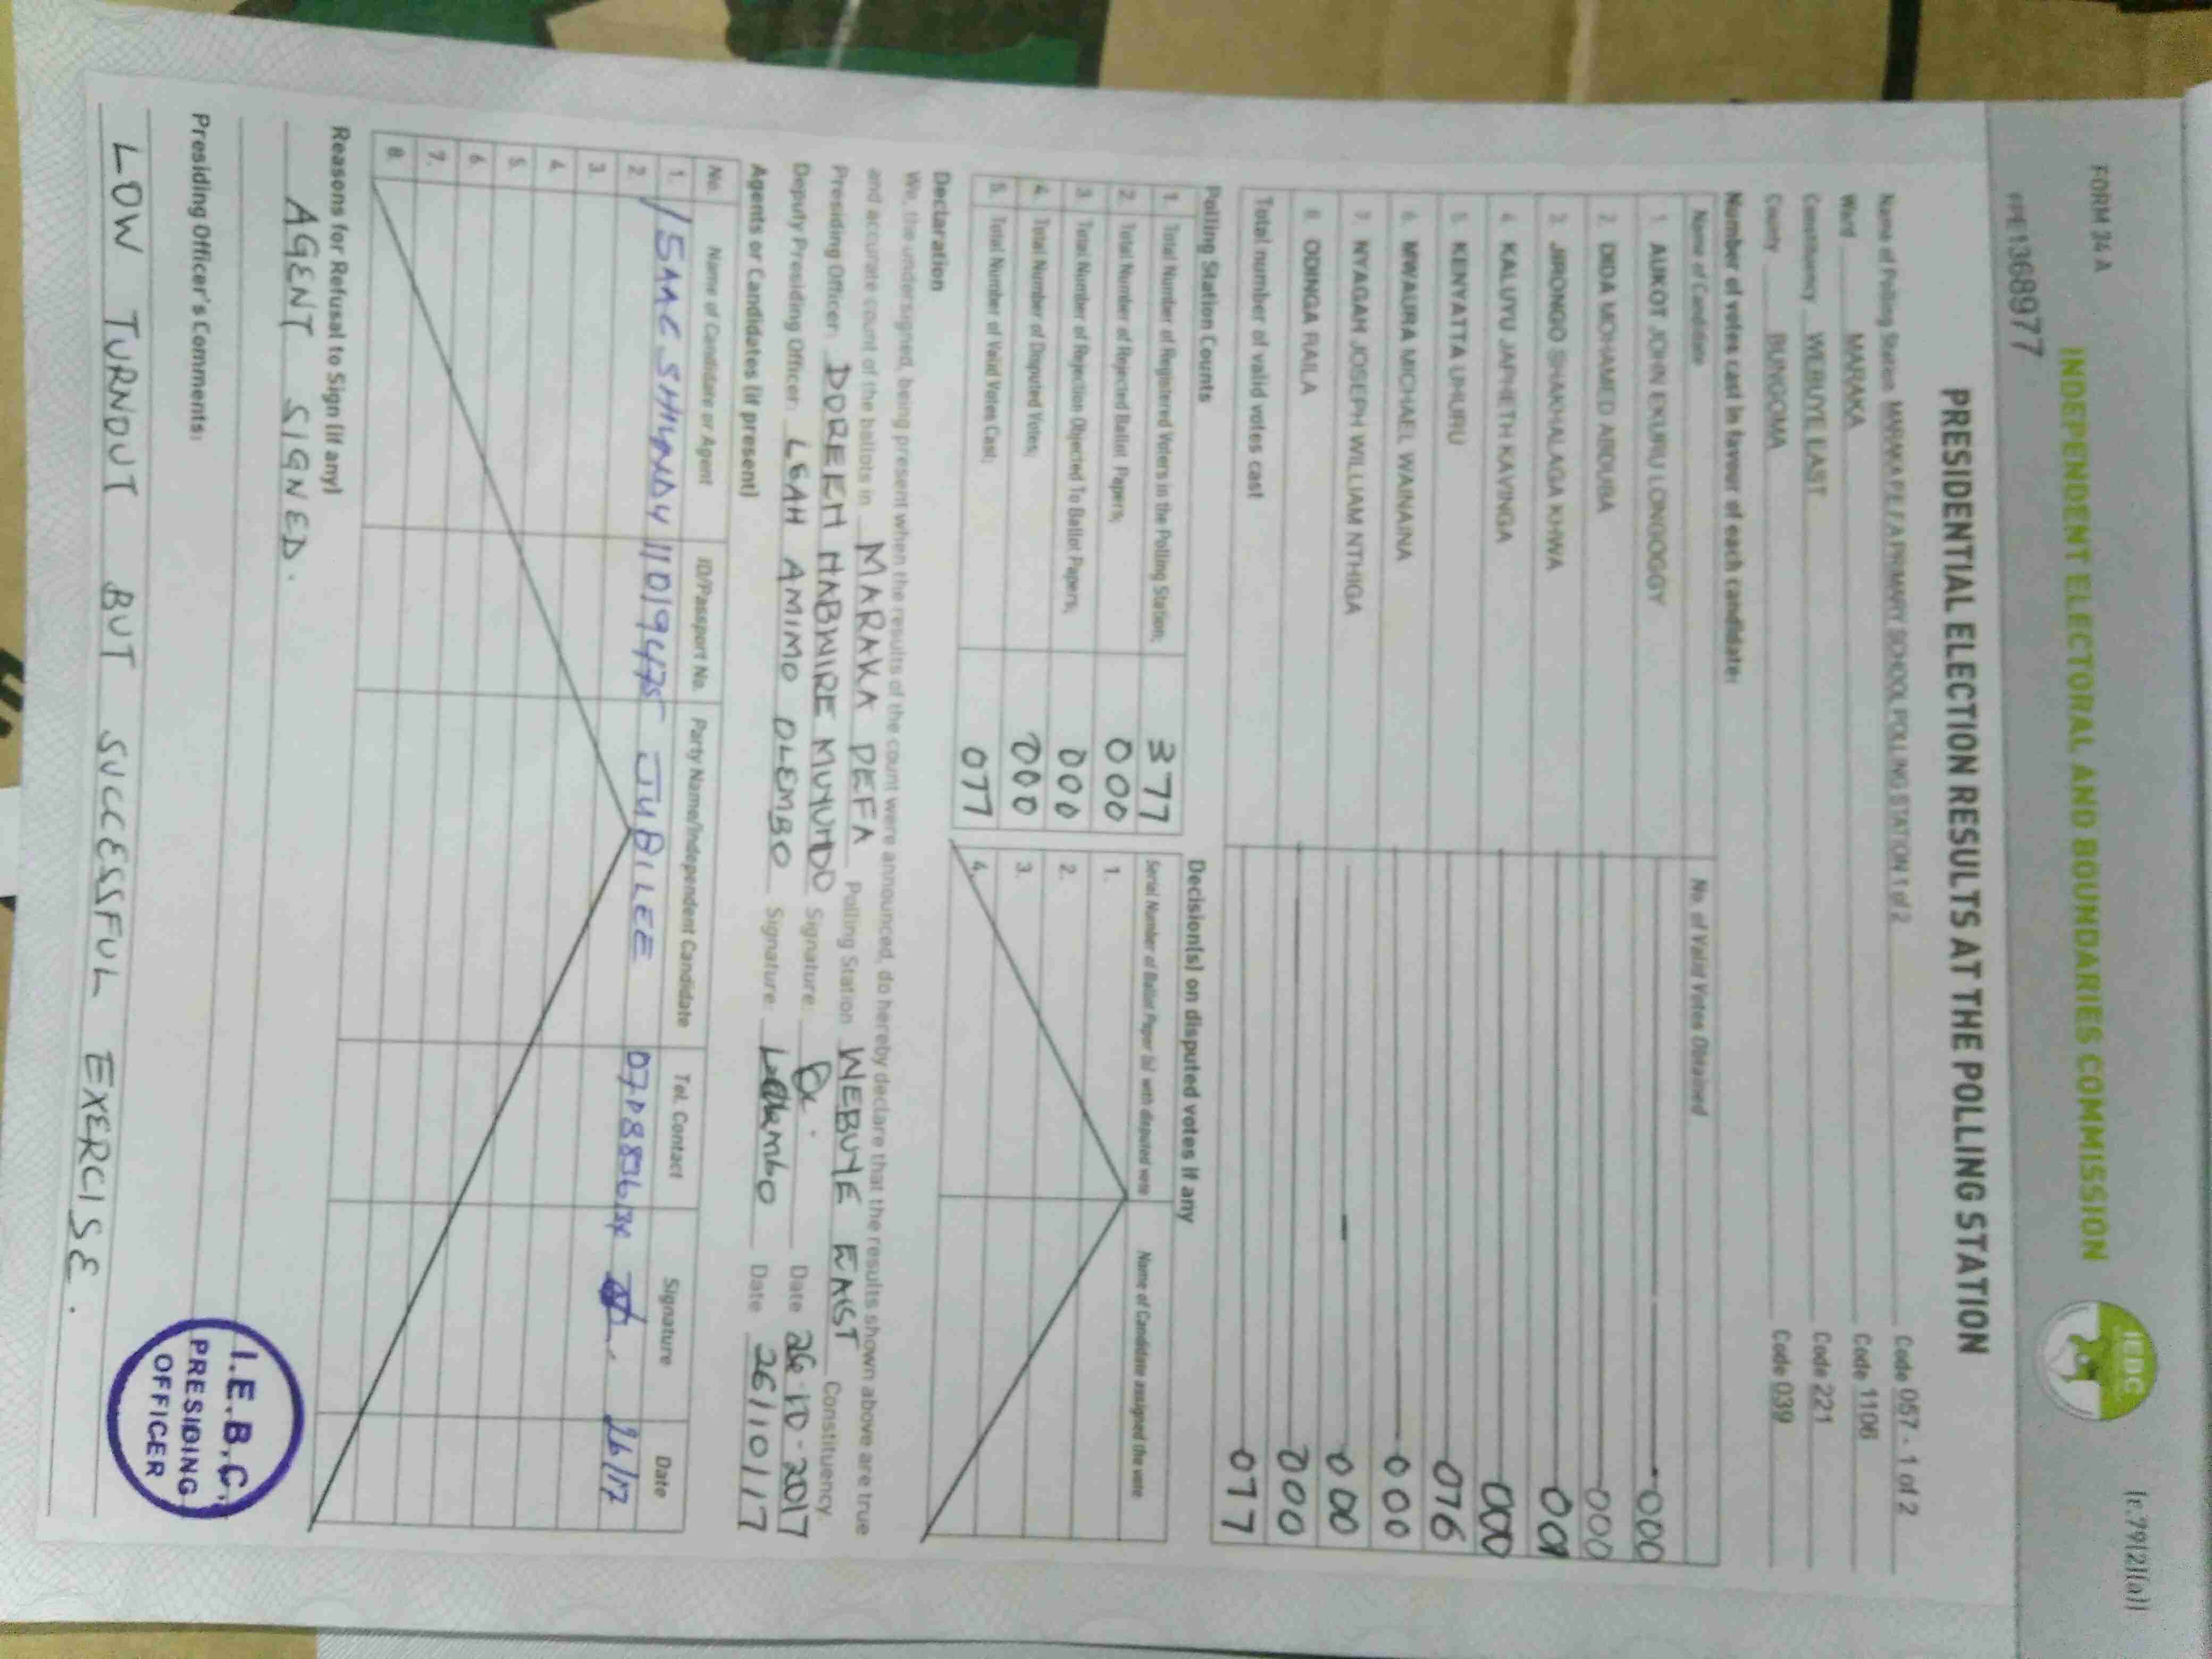 FORM 34 A
INDEPENDENT ELECTORAL AND BOUNDARIES COMMISSION
IEBC
[r.79(2)(a)]
PRESIDENTIAL ELECTION RESULTS AT THE POLLING STATION
Name of Polling Station MARAKA P.E.F.A PRIMARY SCHOOL POLLING STATION 1 of 2 Code 057 - 1 of 2
Ward MARAKA Code 1106
Constituency WEBUYE EAST Code 221
County BUNGOMA Code 039
Number of votes cast in favour of each candidate:
Name of Candidate No. of Valid Votes Obtained
1. AUKOT JOHN EKURU LONGOGGY 000
2. DIDA MOHAMED ABDUBA 000
3. JIRONGO SHAKHALAGA KHWA
4. KALUYU JAPHETH KAVINGA 000
5. KENYATTA UHURU 076
6. MWAURA MICHAEL WAINAINA 000
7. NYAGAH JOSEPH WILLIAM NTHIGA 000
8. ODINGA RAILA 000
Total number of valid votes cast 077
Polling Station Counts
1. Total Number of Registered Voters in the Polling Station; 377
2. Total Number of Rejected Ballot Papers; 000
3. Total Number of Rejection Objected To Ballot Papers; 000
4. Total Number of Disputed Votes; 000
5. Total Number of Valid Votes Cast; 077
Decision(s) on disputed votes if any
Serial Number of Ballot Paper (s) with disputed vote Name of Candidate assigned the vote
1.
2.
3.
4.
Declaration
We, the undersigned, being present when the results of the count were announced, do hereby declare that the results shown above are true
and accurate count of the ballots in MARAKA PEFA Polling Station WEBUYE EAST Constituency
Presiding Officer: DOREEN Signature: Date 26-10-2017
Deputy Presiding Officer: LEAH AMIMO OLEMBO Signature: Date 26/10/17
Agents or Candidates (if present)
No. Name of Candidate or Agent ID/Passport No. Party Name/Independent Candidate Tel. Contact Signature Date
1. ISAAC JUBILEE
2.
3.
4.
5.
6.
7.
8.
Reasons for Refusal to Sign (if any)
AGENT SIGNED.
Presiding Officer's Comments:
LOW TURNOUT BUT SUCCESSFUL EXERCISE.
I.E.B.C.
PRESIDING
OFFICER